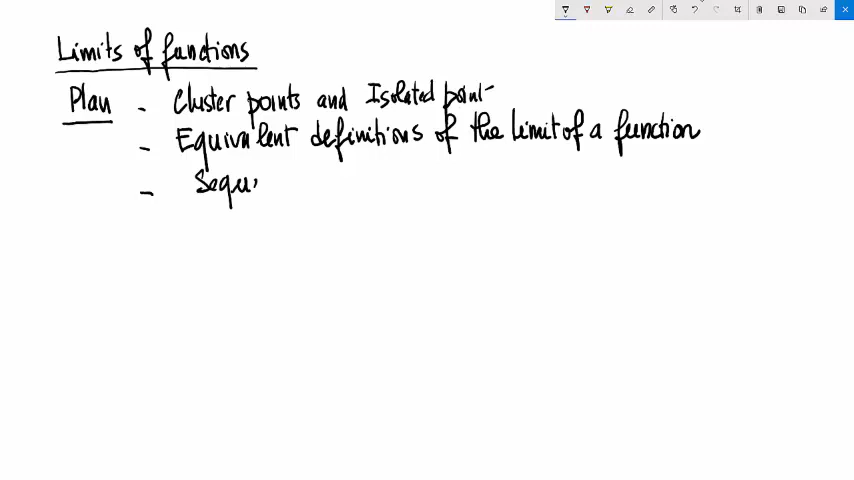 Limits of functions
Plan - Cluster points and Isolated point
- Equivalent definitions of the limit of a function
- Sequ